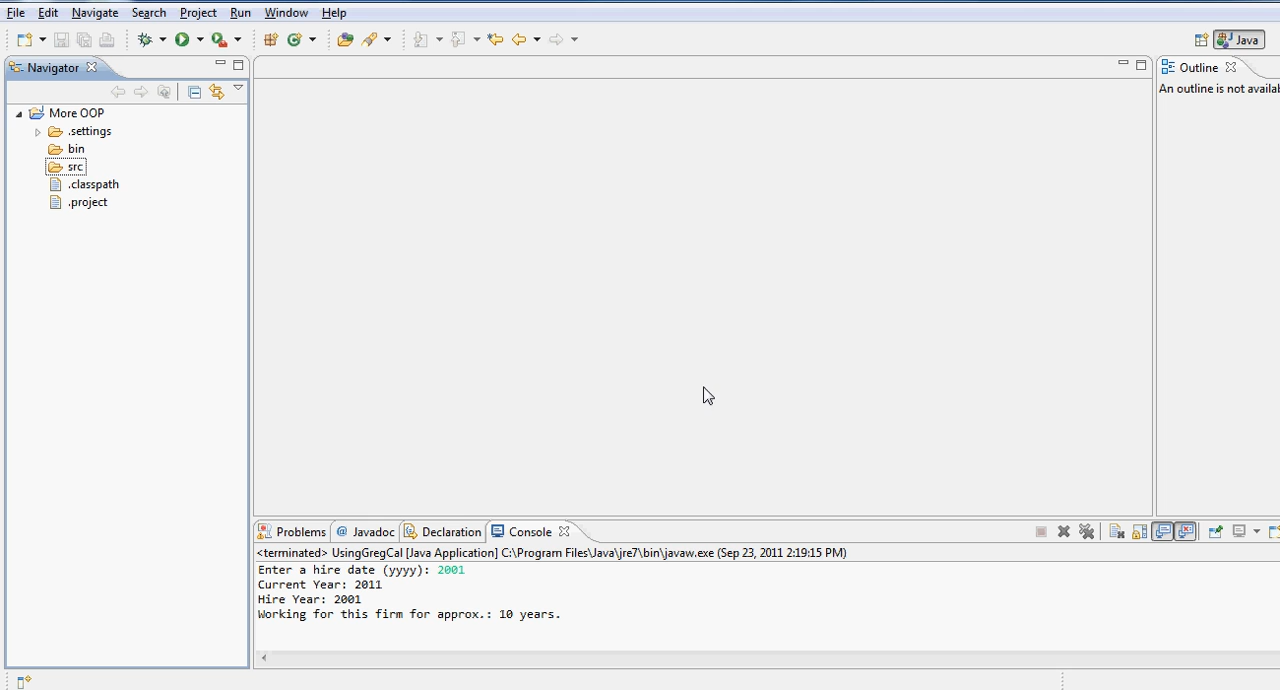 File Edit Navigate Search Project Run Window Help
Java
Navigator
Outline
An outline is not availab
More OOP
.settings
bin
src
.classpath
.project
Problems @ Javadoc Declaration Console
<terminated> UsingGregCal [Java Application] C:\Program Files\Java\jre7\bin\javaw.exe (Sep 23, 2011 2:19:15 PM)
Enter a hire date (yyyy): 2001
Current Year: 2011
Hire Year: 2001
Working for this firm for approx.: 10 years.